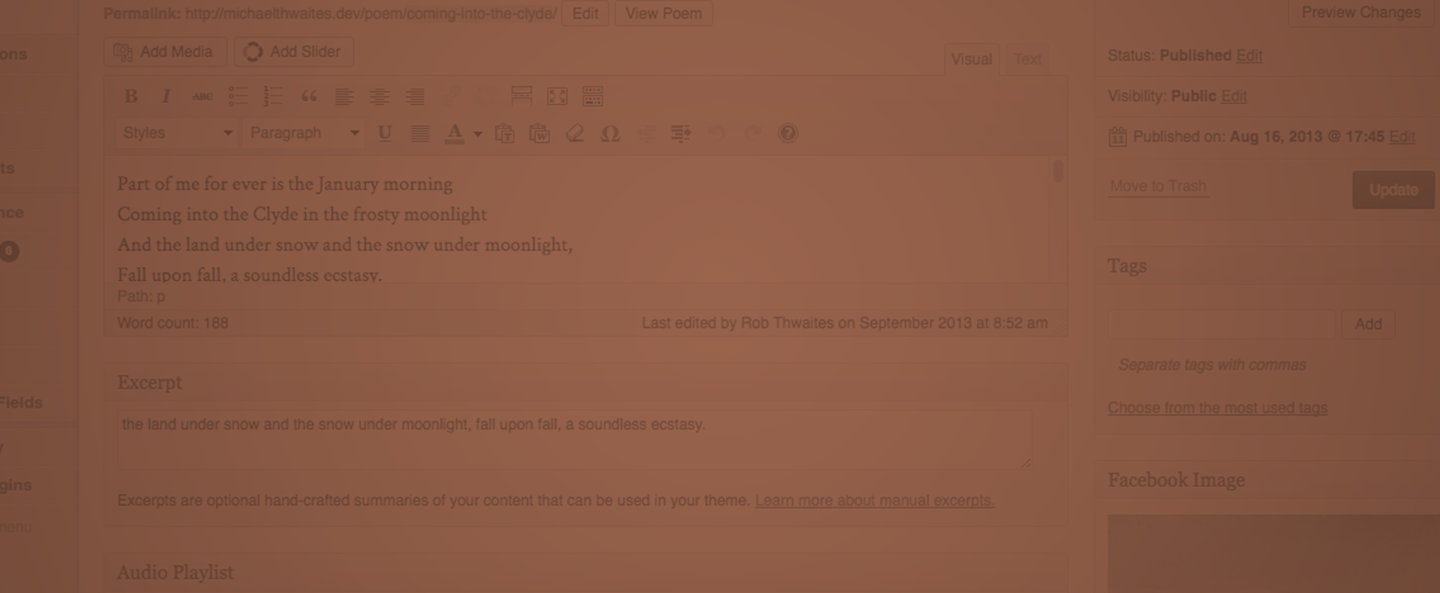 Permalink: http://michaelthwaites.dev/poem/coming-into-the-clyde/ Edit View Poem
Preview Changes
Add Media Add Slider
Visual Text
B I ABC
Styles Paragraph U A
Part of me for ever is the January morning
Coming into the Clyde in the frosty moonlight
And the land under snow and the snow under moonlight,
Fall upon fall, a soundless ecstasy.
Path: p
Word count: 188 Last edited by Rob Thwaites on September 2013 at 8:52 am
Excerpt
the land under snow and the snow under moonlight, fall upon fall, a soundless ecstasy.
Excerpts are optional hand-crafted summaries of your content that can be used in your theme. Learn more about manual excerpts.
Audio Playlist
Status: Published Edit
Visibility: Public Edit
Published on: Aug 16, 2013 @ 17:45 Edit
Move to Trash Update
Tags
Add
Separate tags with commas
Choose from the most used tags
Facebook Image
ons
ts
nce
Fields
gins
menu